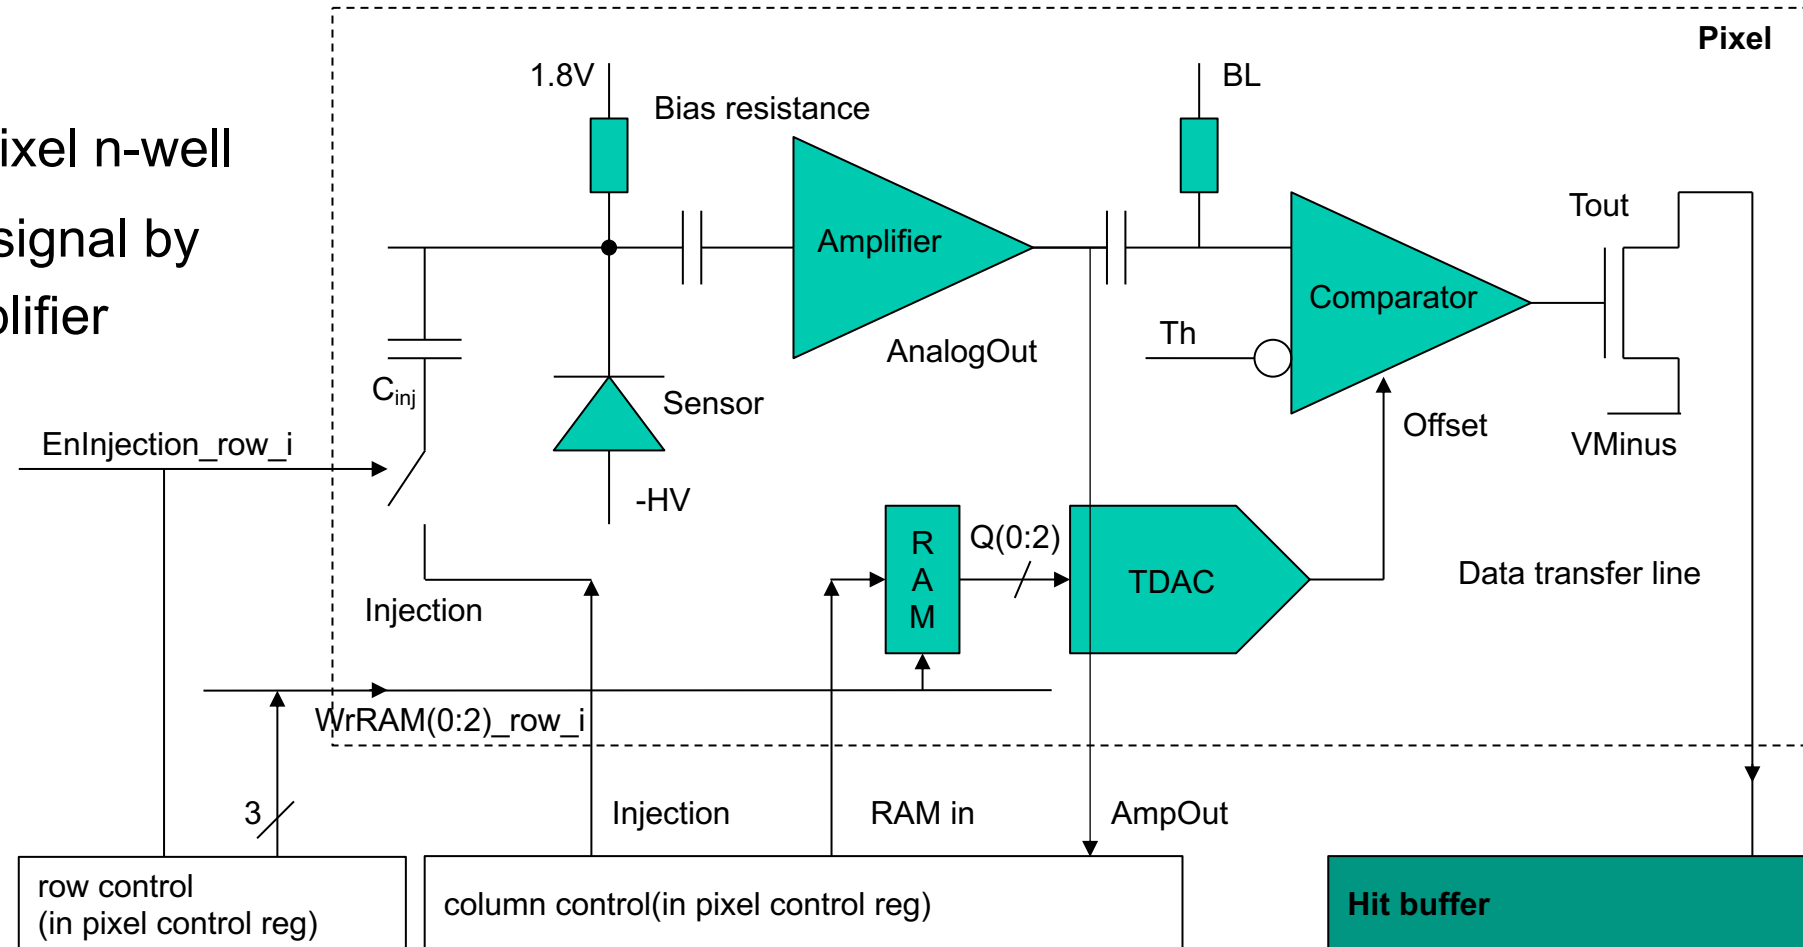 Pixel
1.8V
BL
Bias resistance
ixel n-well
signal by
plifier
Tout
Amplifier
Comparator
Th
AnalogOut
Cinj
Sensor
Offset
EnInjection_row_i
VMinus
-HV
RAM
Q(0:2)
TDAC
Data transfer line
Injection
WrRAM(0:2)_row_i
3
Injection
RAM in
AmpOut
row control
(in pixel control reg)
column control(in pixel control reg)
Hit buffer